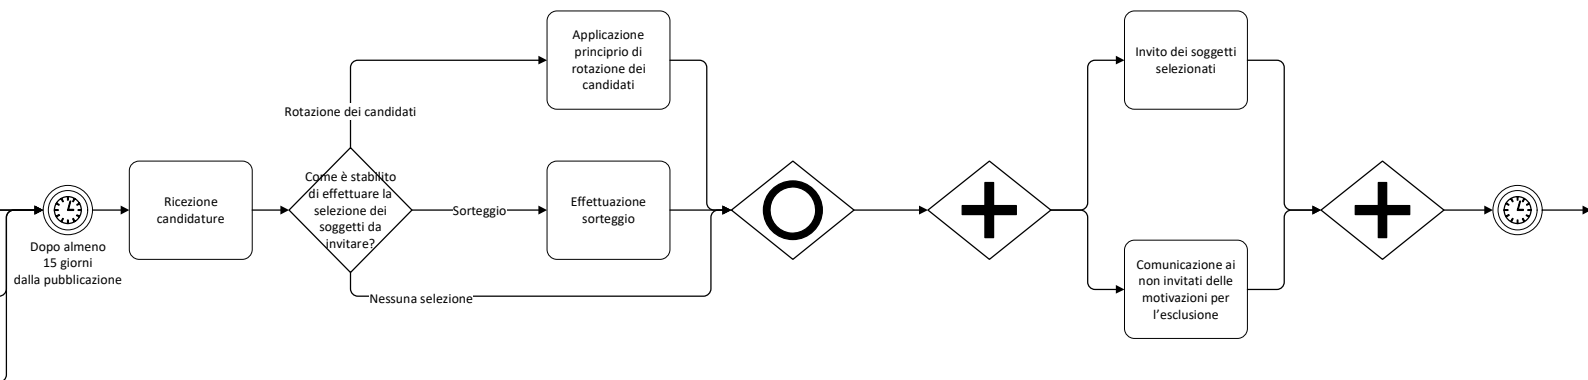 Dopo almeno
15 giorni
dalla pubblicazione
Ricezione
candidature
Come è stabilito
di effettuare la
selezione dei
soggetti da
invitare?
Rotazione dei candidati
Sorteggio
Nessuna selezione
Applicazione
principrio di
rotazione dei
candidati
Effettuazione
sorteggio
Invito dei soggetti
selezionati
Comunicazione ai
non invitati delle
motivazioni per
l’esclusione